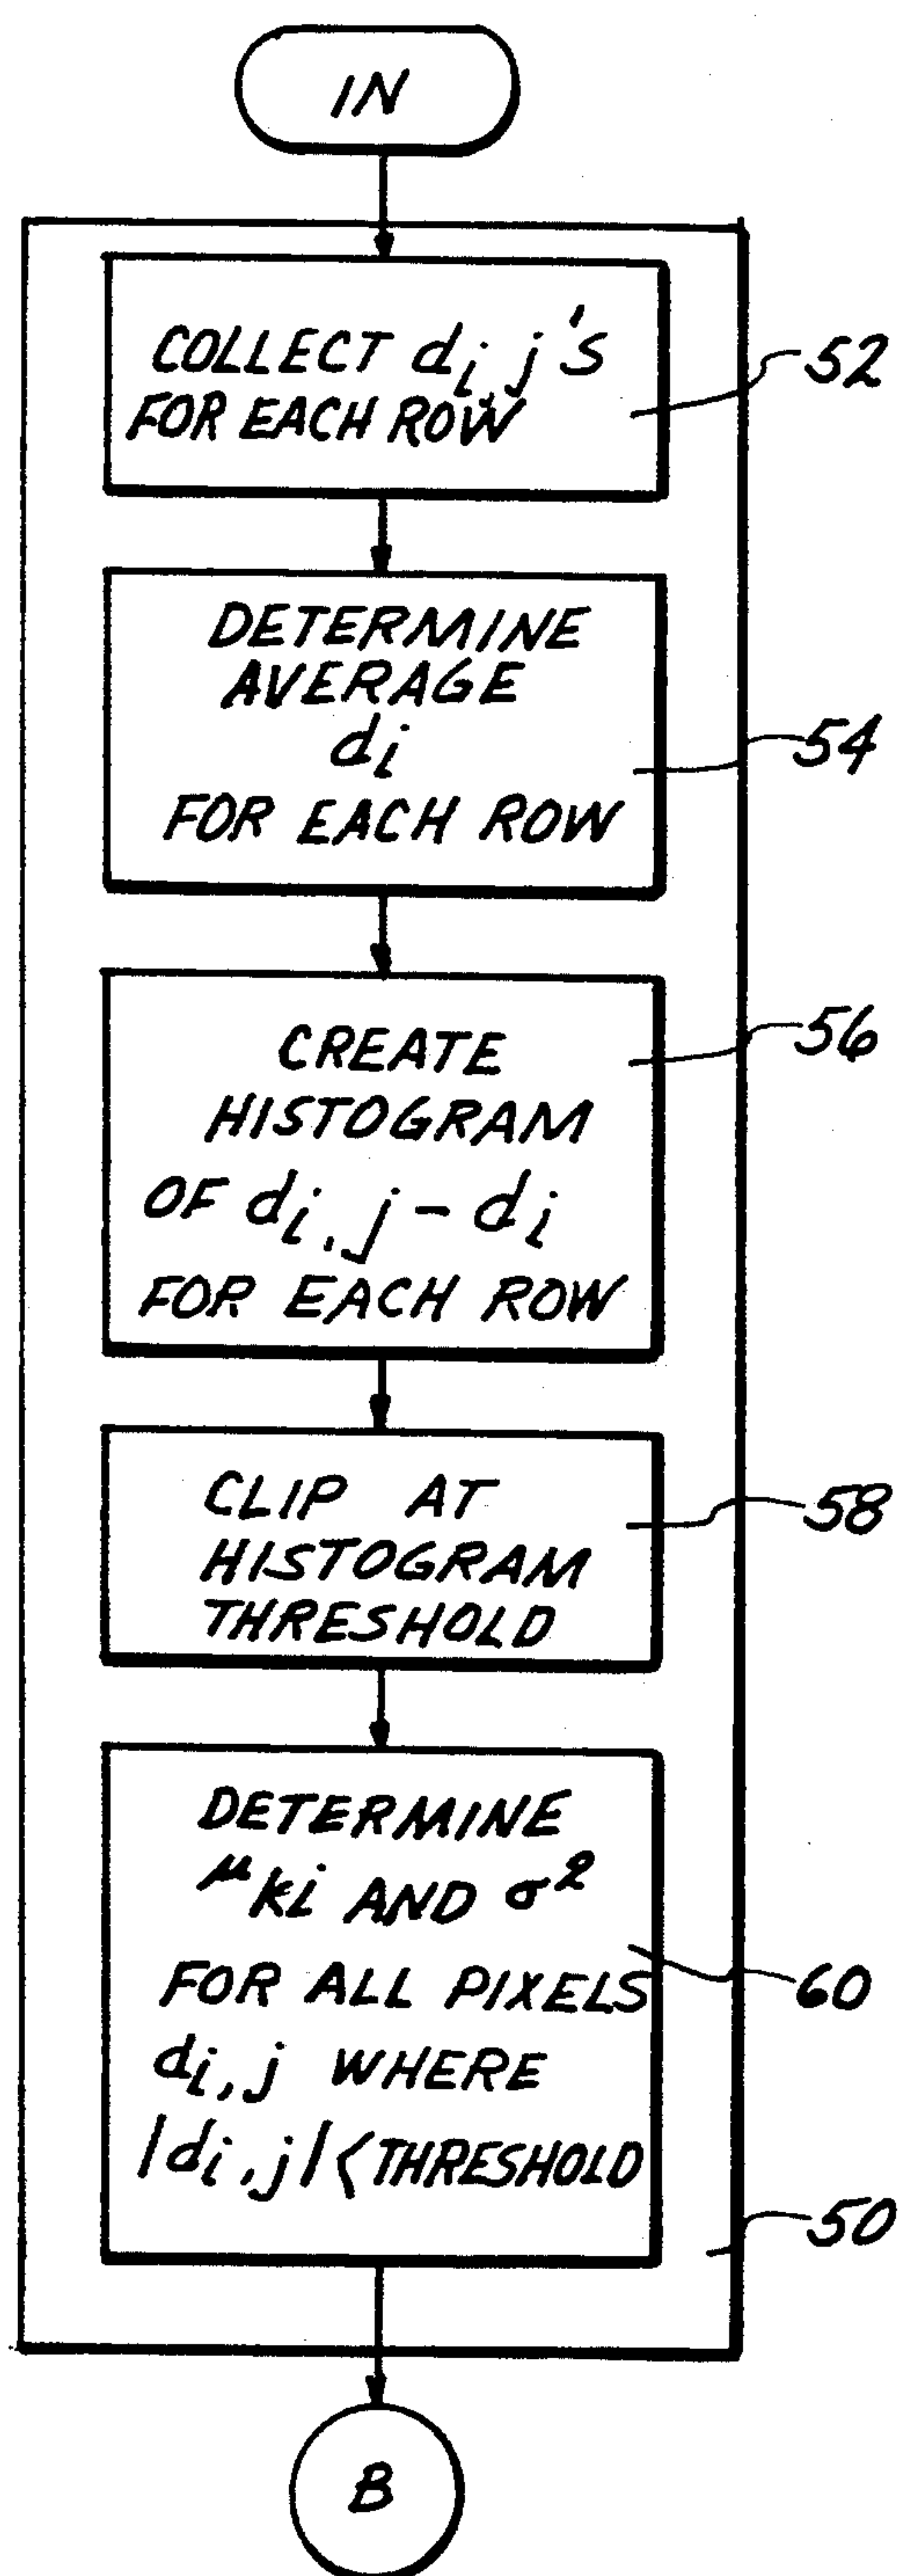 IN
COLLECT di,j's
FOR EACH ROW
52
DETERMINE
AVERAGE
di
FOR EACH ROW
54
CREATE
HISTOGRAM
OF di,j - di
FOR EACH ROW
56
CLIP AT
HISTOGRAM
THRESHOLD
58
DETERMINE
μki AND σ²
FOR ALL PIXELS
di,j WHERE
|di,j| < THRESHOLD
60
50
B